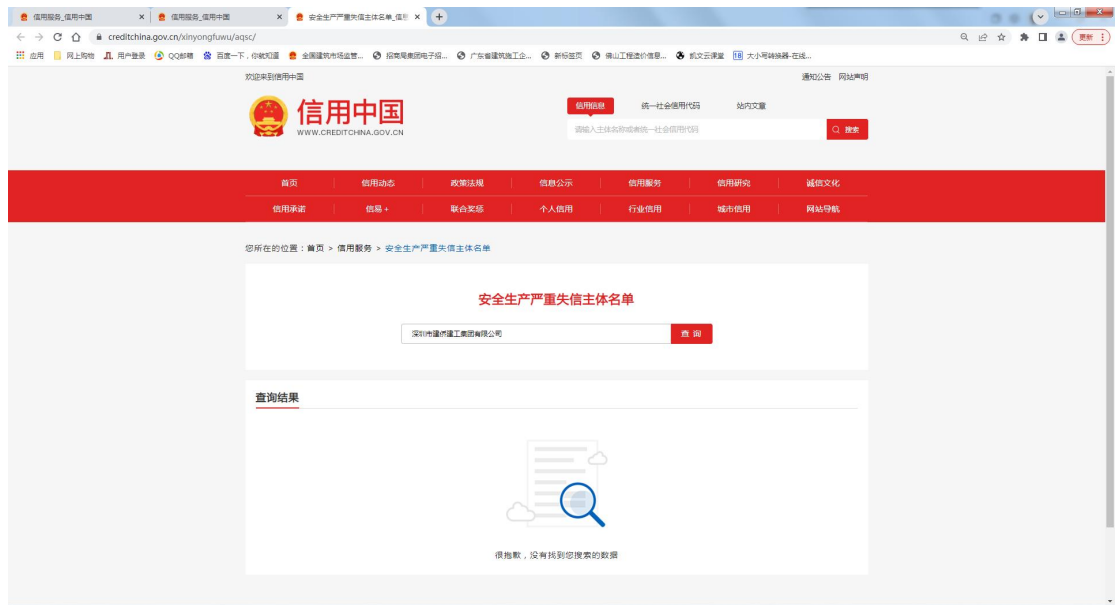 信用服务_信用中国
信用服务_信用中国
安全生产严重失信主体名单_信用
creditchina.gov.cn/xinyongfuwu/aqsc/
更新
应用
网上购物
用户登录
QQ邮箱
百度一下，你就知道
全国建筑市场监管...
招商局集团电子招...
广东省建筑施工企...
新标签页
佛山工程造价信息...
凯文云课堂
18 大小写转换器-在线...
欢迎来到信用中国
通知公告 网站声明
信用中国
WWW.CREDITCHINA.GOV.CN
信用信息 统一社会信用代码 站内文章
请输入主体名称或者统一社会信用代码
搜索
首页 信用动态 政策法规 信息公示 信用服务 信用研究 诚信文化
信用承诺 信易+ 联合奖惩 个人信用 行业信用 城市信用 网站导航
您所在的位置：首页 > 信用服务 > 安全生产严重失信主体名单
安全生产严重失信主体名单
深圳市建侨建工集团有限公司
查询
查询结果
很抱歉，没有找到您搜索的数据